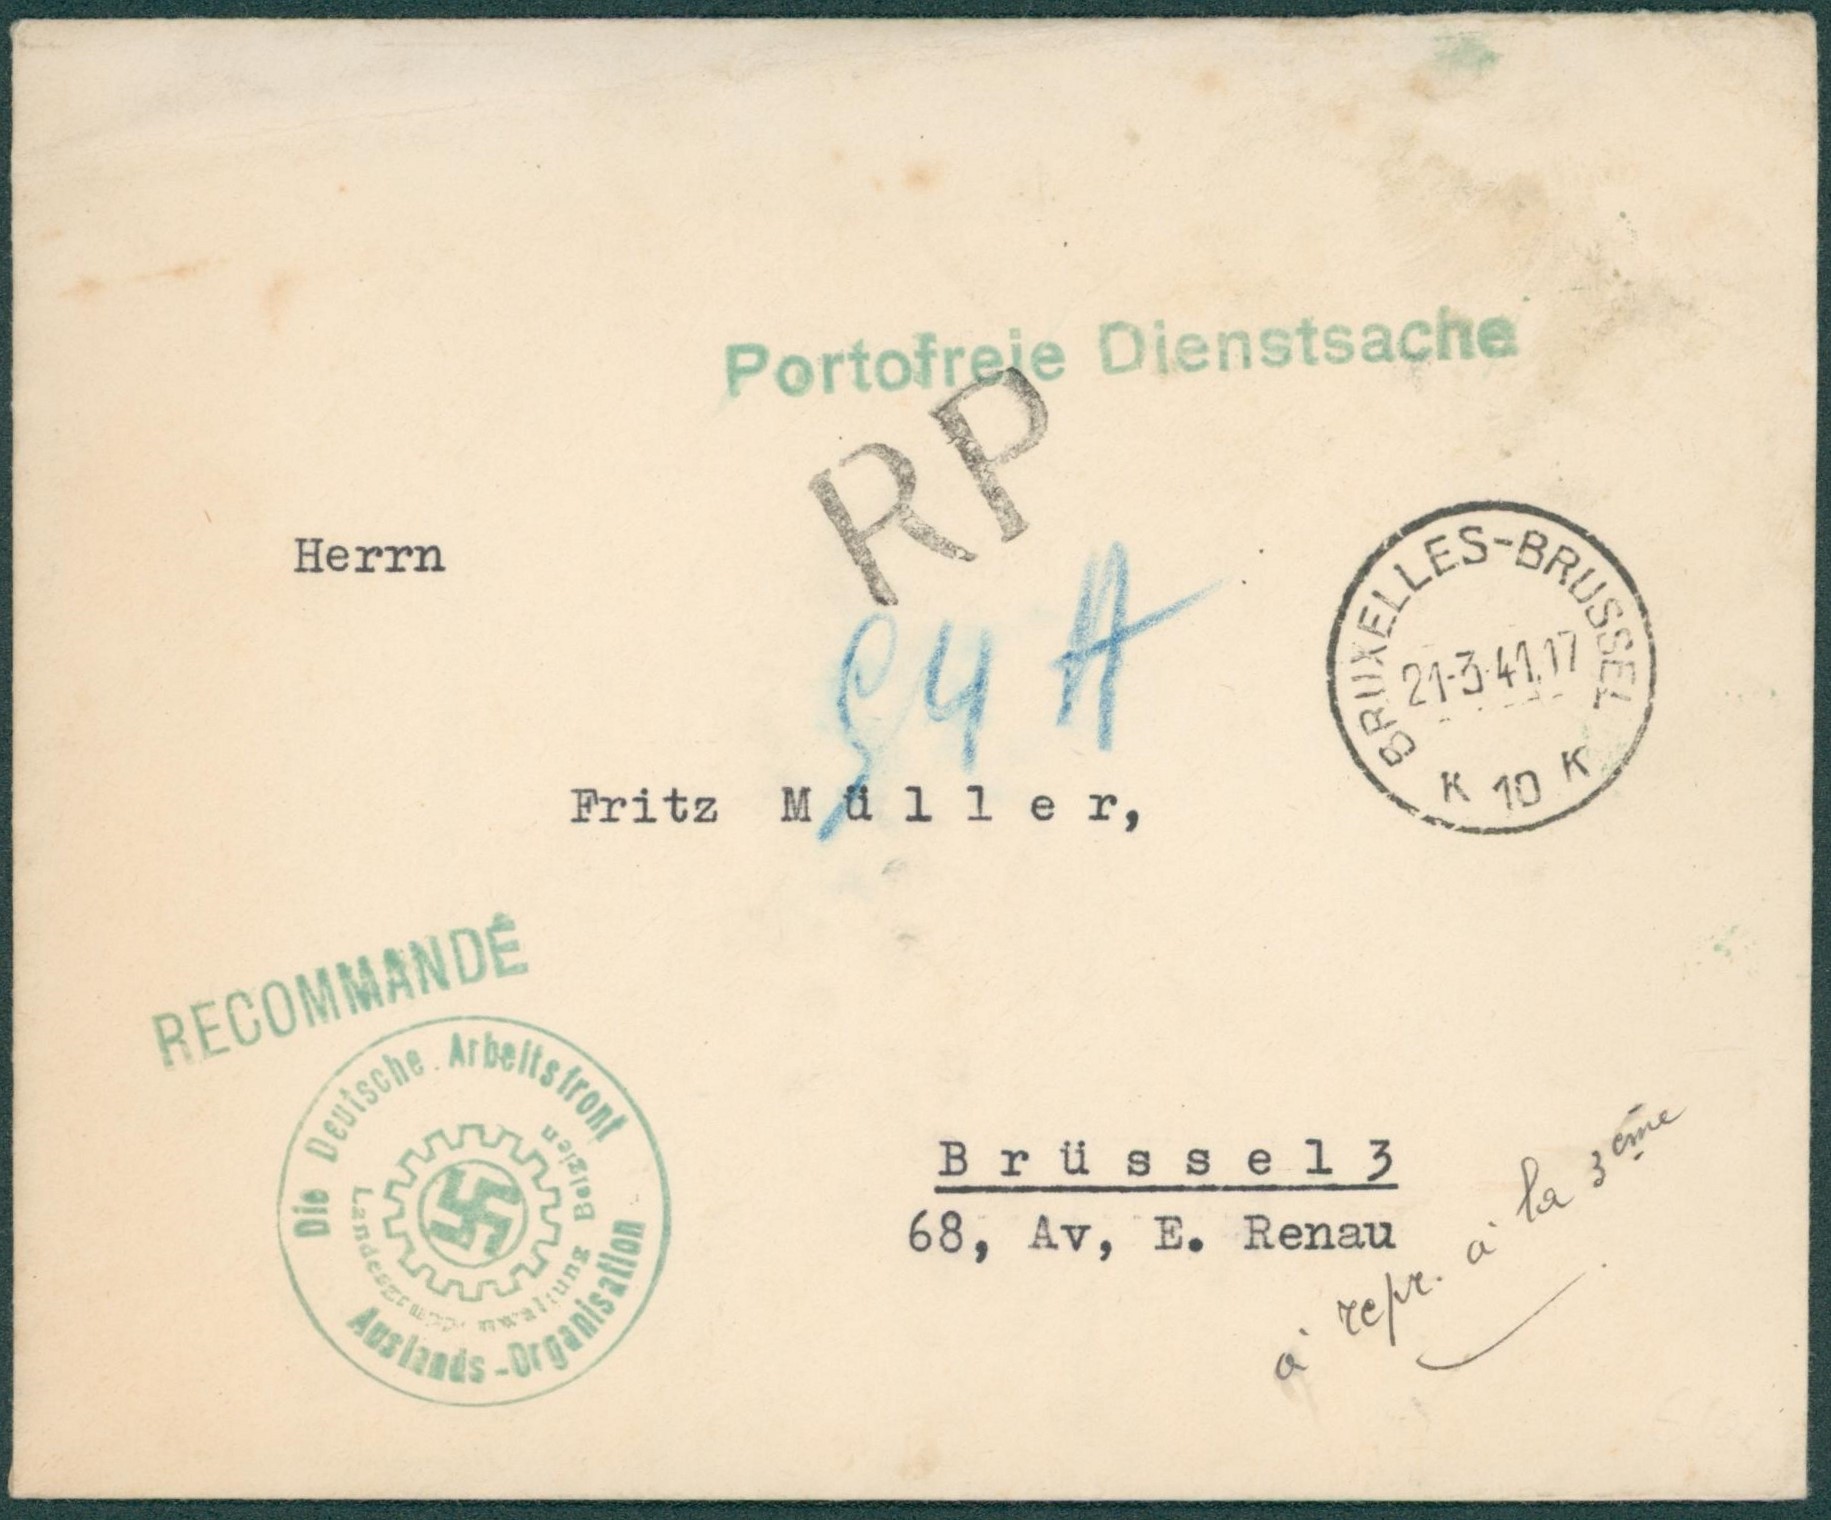 Portofreie Dienstsache
RP
Herrn
BRUXELLES-BRUSSEL
21-3-41.17
K 10 K
Fritz Müller,
RECOMMANDÉ
Die Deutsche Arbeitsfront
Auslands-Organisation
Belgien
Brüssel 3
68, Av, E. Renau
à repr. à la 3ème